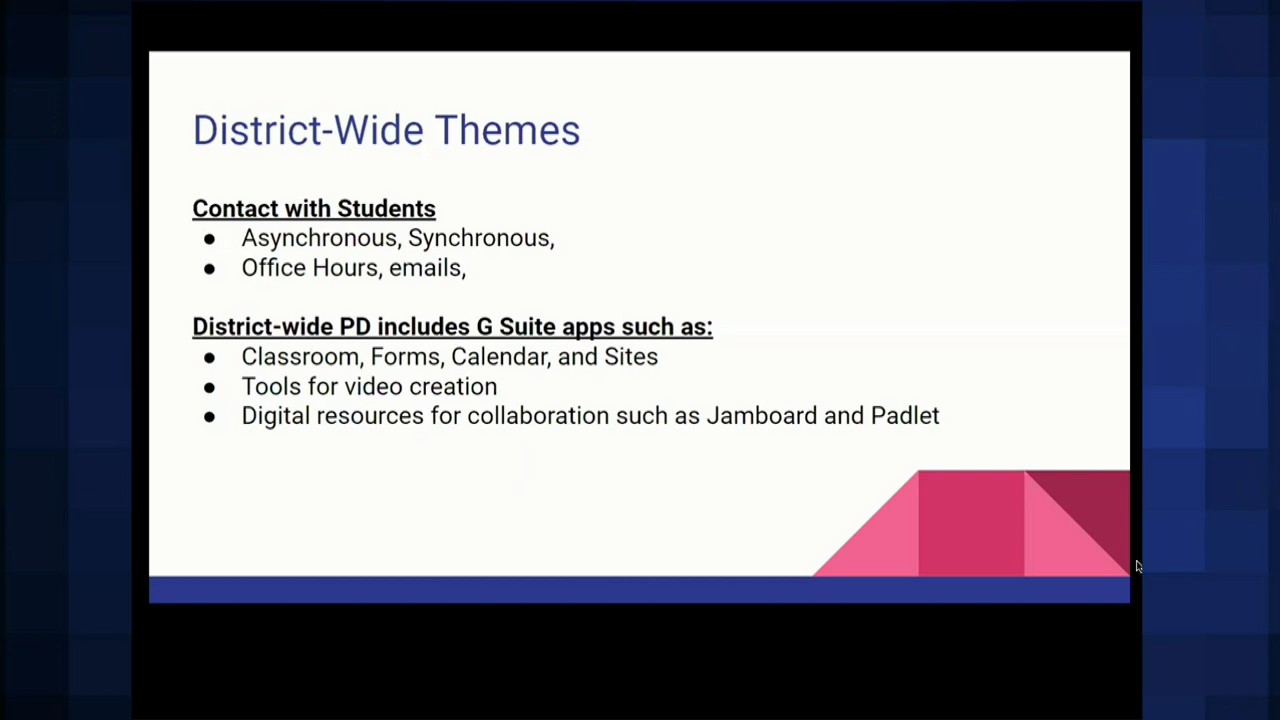 District-Wide Themes
Contact with Students
● Asynchronous, Synchronous,
● Office Hours, emails,
District-wide PD includes G Suite apps such as:
● Classroom, Forms, Calendar, and Sites
● Tools for video creation
● Digital resources for collaboration such as Jamboard and Padlet